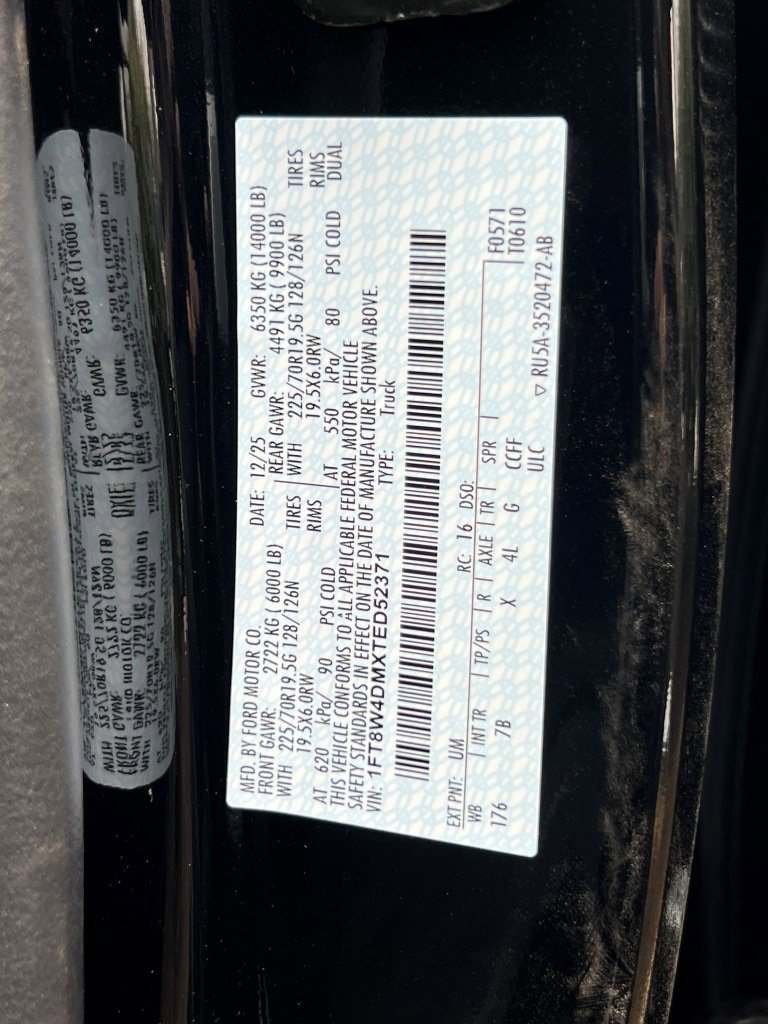 MFD. BY FORD MOTOR CO. DATE: 12/25 GVWR: 6350 KG (14000 LB)
FRONT GAWR: 2722 KG ( 6000 LB) REAR GAWR: 4491 KG ( 9900 LB)
WITH 225/70R19.5G 128/126N TIRES WITH 225/70R19.5G 128/126N TIRES
19.5X6.0RW RIMS 19.5X6.0RW RIMS
AT 620 kPa/ 90 PSI COLD AT 550 kPa/ 80 PSI COLD DUAL
THIS VEHICLE CONFORMS TO ALL APPLICABLE FEDERAL MOTOR VEHICLE
SAFETY STANDARDS IN EFFECT ON THE DATE OF MANUFACTURE SHOWN ABOVE.
VIN: 1FT8W4DMXTED52371 TYPE: Truck
EXT PNT: UM RC: 16 DSO: F0571
WB INT TR TP/PS R AXLE TR SPR T0610
176 7B X 4L G CCFF
ULC
▽ RU5A-3520472-AB